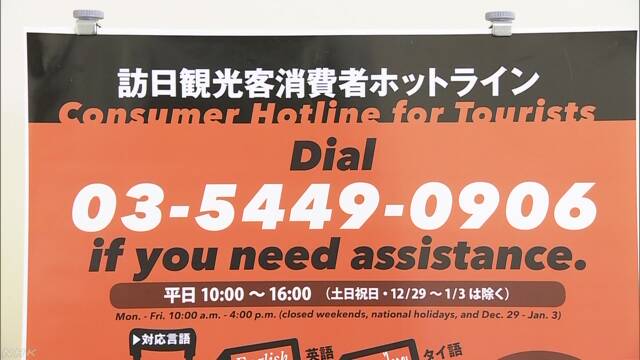 訪日観光客消費者ホットライン
Consumer Hotline for Tourists
Dial
03-5449-0906
if you need assistance.
平日 10:00 ～ 16:00 （土日祝日・12/29 ～ 1/3 は除く）
Mon. - Fri. 10:00 a.m. - 4:00 p.m. (closed weekends, national holidays, and Dec. 29 - Jan. 3)
▶対応言語 English 英語 タイ語
NHK